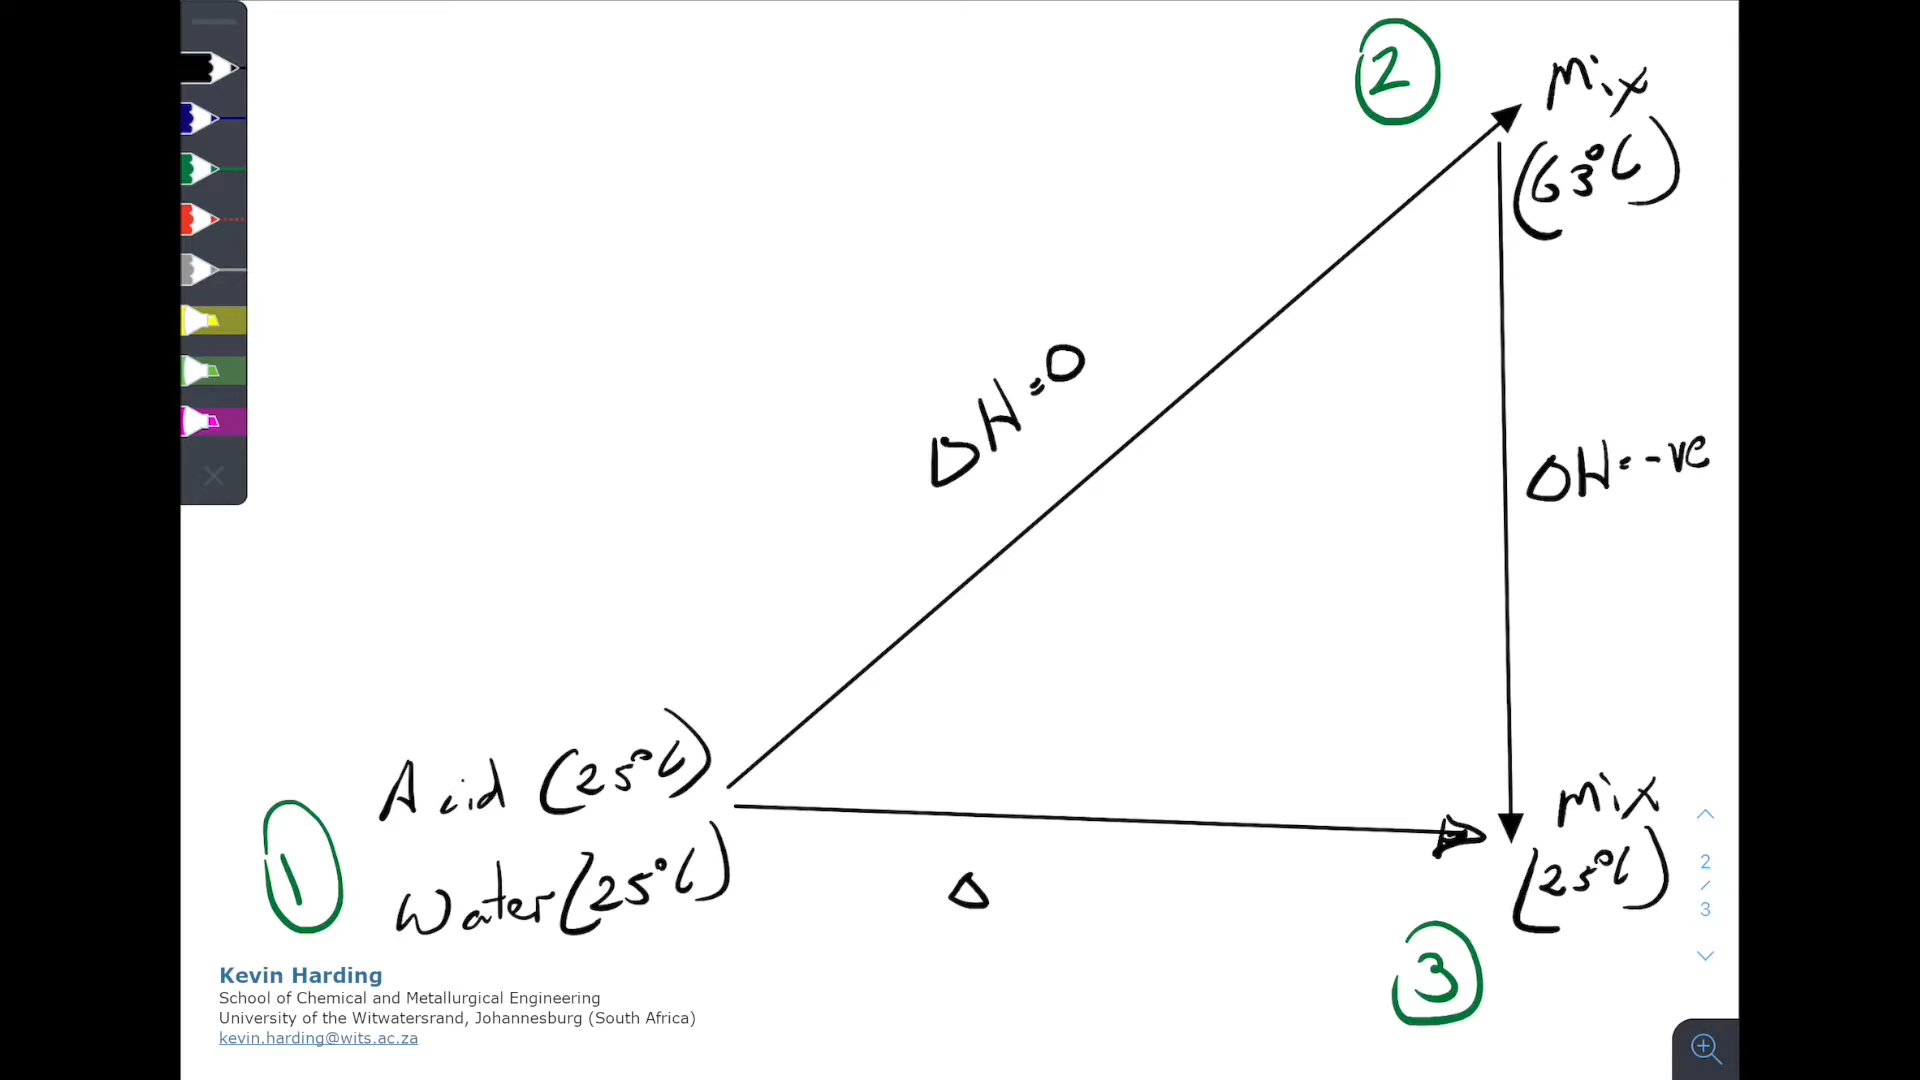 2
Mix
(63°C)
ΔH=0
ΔH=-ve
Acid (25°C)
1
Water (25°C)
Δ
Mix
(25°C)
3
2
/
3
Kevin Harding
School of Chemical and Metallurgical Engineering
University of the Witwatersrand, Johannesburg (South Africa)
kevin.harding@wits.ac.za